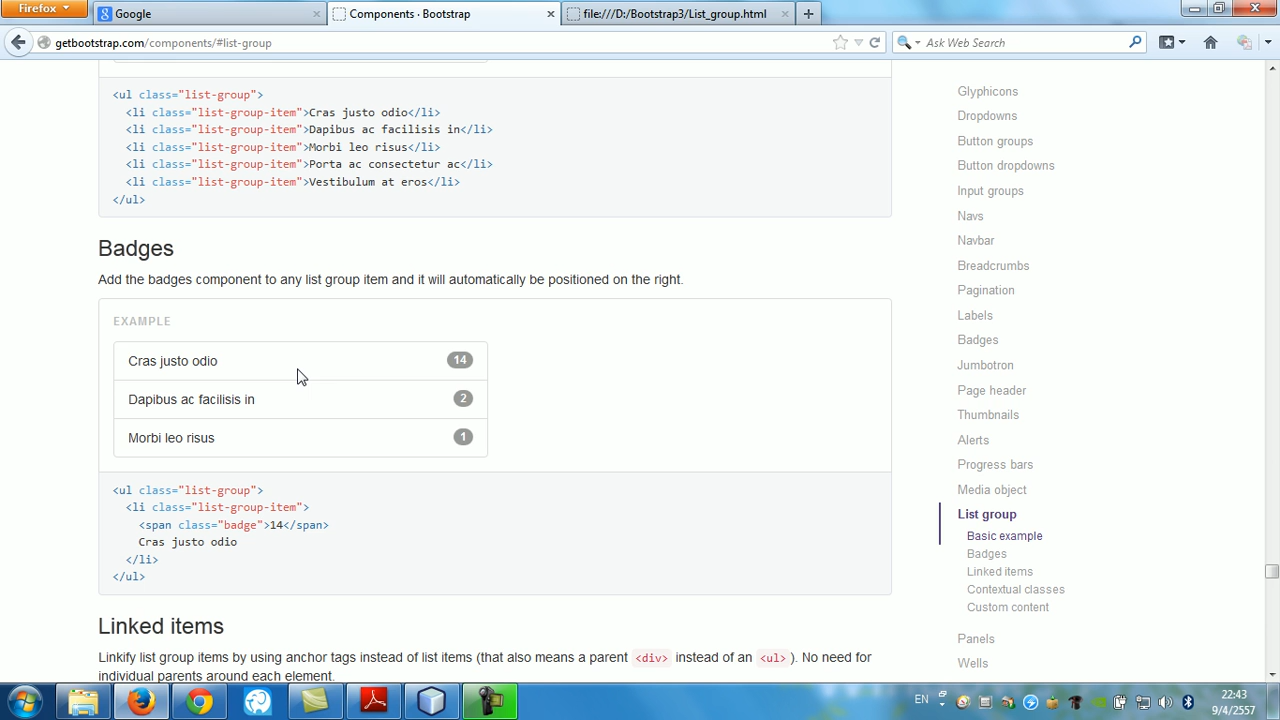 Firefox
Google
Components · Bootstrap
file:///D:/Bootstrap3/List_group.html
getbootstrap.com/components/#list-group
Ask Web Search
<ul class="list-group">
<li class="list-group-item">Cras justo odio</li>
<li class="list-group-item">Dapibus ac facilisis in</li>
<li class="list-group-item">Morbi leo risus</li>
<li class="list-group-item">Porta ac consectetur ac</li>
<li class="list-group-item">Vestibulum at eros</li>
</ul>
Badges
Add the badges component to any list group item and it will automatically be positioned on the right.
EXAMPLE
Cras justo odio 14
Dapibus ac facilisis in 2
Morbi leo risus 1
<ul class="list-group">
<li class="list-group-item">
<span class="badge">14</span>
Cras justo odio
</li>
</ul>
Linked items
Linkify list group items by using anchor tags instead of list items (that also means a parent <div> instead of an <ul>). No need for
individual parents around each element.
Glyphicons
Dropdowns
Button groups
Button dropdowns
Input groups
Navs
Navbar
Breadcrumbs
Pagination
Labels
Badges
Jumbotron
Page header
Thumbnails
Alerts
Progress bars
Media object
List group
Basic example
Badges
Linked items
Contextual classes
Custom content
Panels
Wells
EN
22:43
9/4/2557